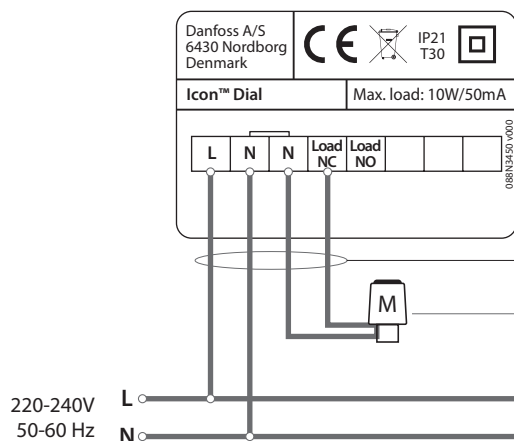 Danfoss A/S
6430 Nordborg
Denmark
CE
IP21
T30
Icon™ Dial
Max. load: 10W/50mA
L
N
N
Load
NC
Load
NO
088N3450 v000
M
220-240V
50-60 Hz
L
N